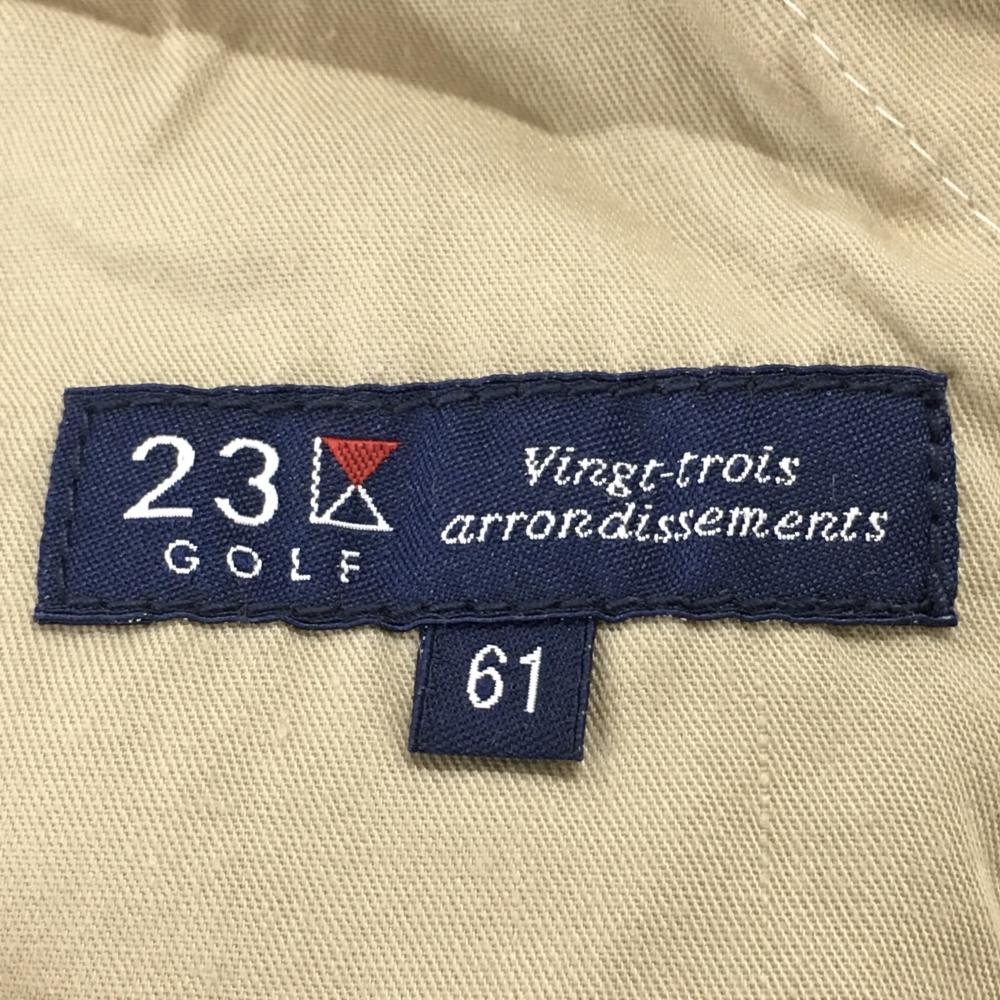 23
GOLF
Vingt-trois
arrondissements
61